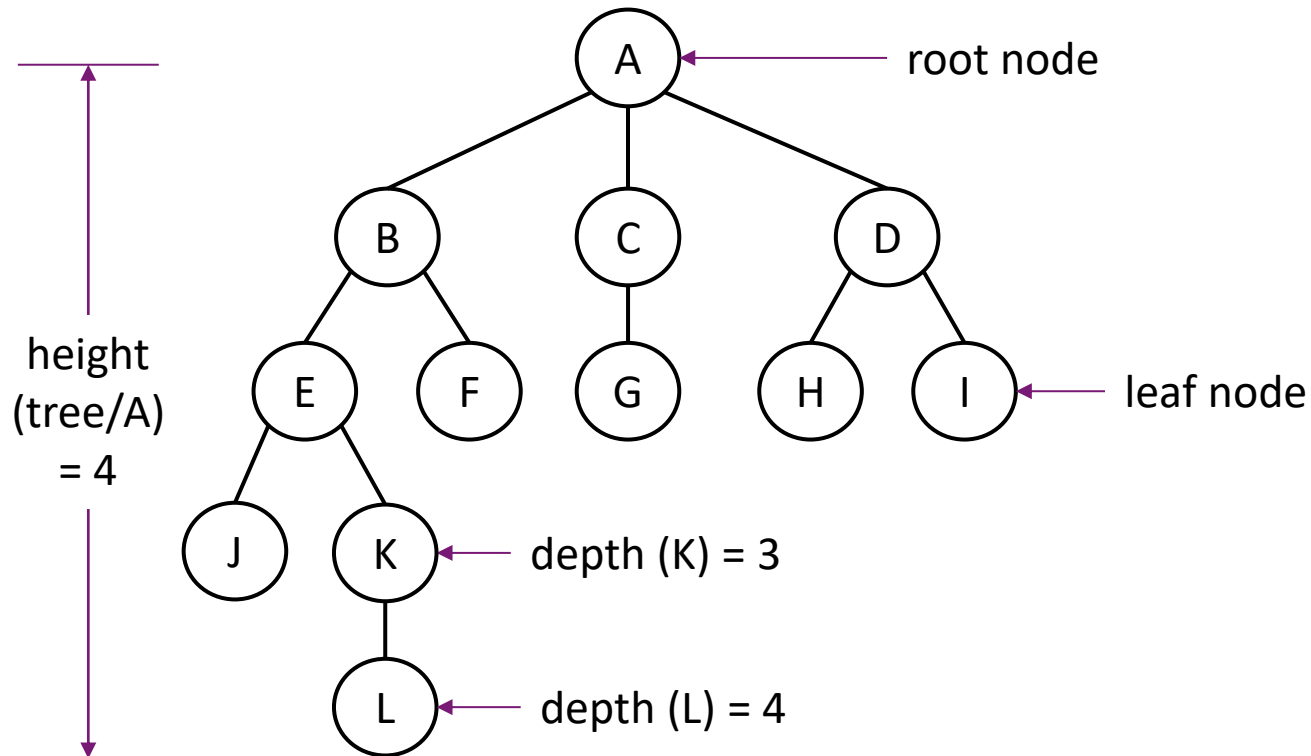 A
root node
B
C
D
height
(tree/A)
= 4
E
F
G
H
I
leaf node
J
K
depth (K) = 3
L
depth (L) = 4